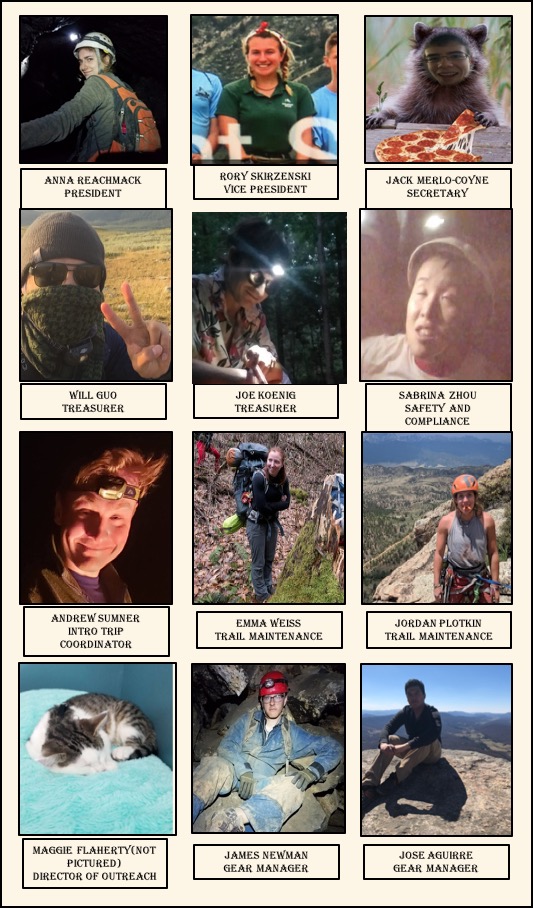 ANNA REACHMACK
PRESIDENT
RORY SKIRZENSKI
VICE PRESIDENT
JACK MERLO-COYNE
SECRETARY
WILL GUO
TREASURER
JOE KOENIG
TREASURER
SABRINA ZHOU
SAFETY AND
COMPLIANCE
ANDREW SUMNER
INTRO TRIP
COORDINATOR
EMMA WEISS
TRAIL MAINTENANCE
JORDAN PLOTKIN
TRAIL MAINTENANCE
MAGGIE FLAHERTY(NOT
PICTURED)
DIRECTOR OF OUTREACH
JAMES NEWMAN
GEAR MANAGER
JOSE AGUIRRE
GEAR MANAGER